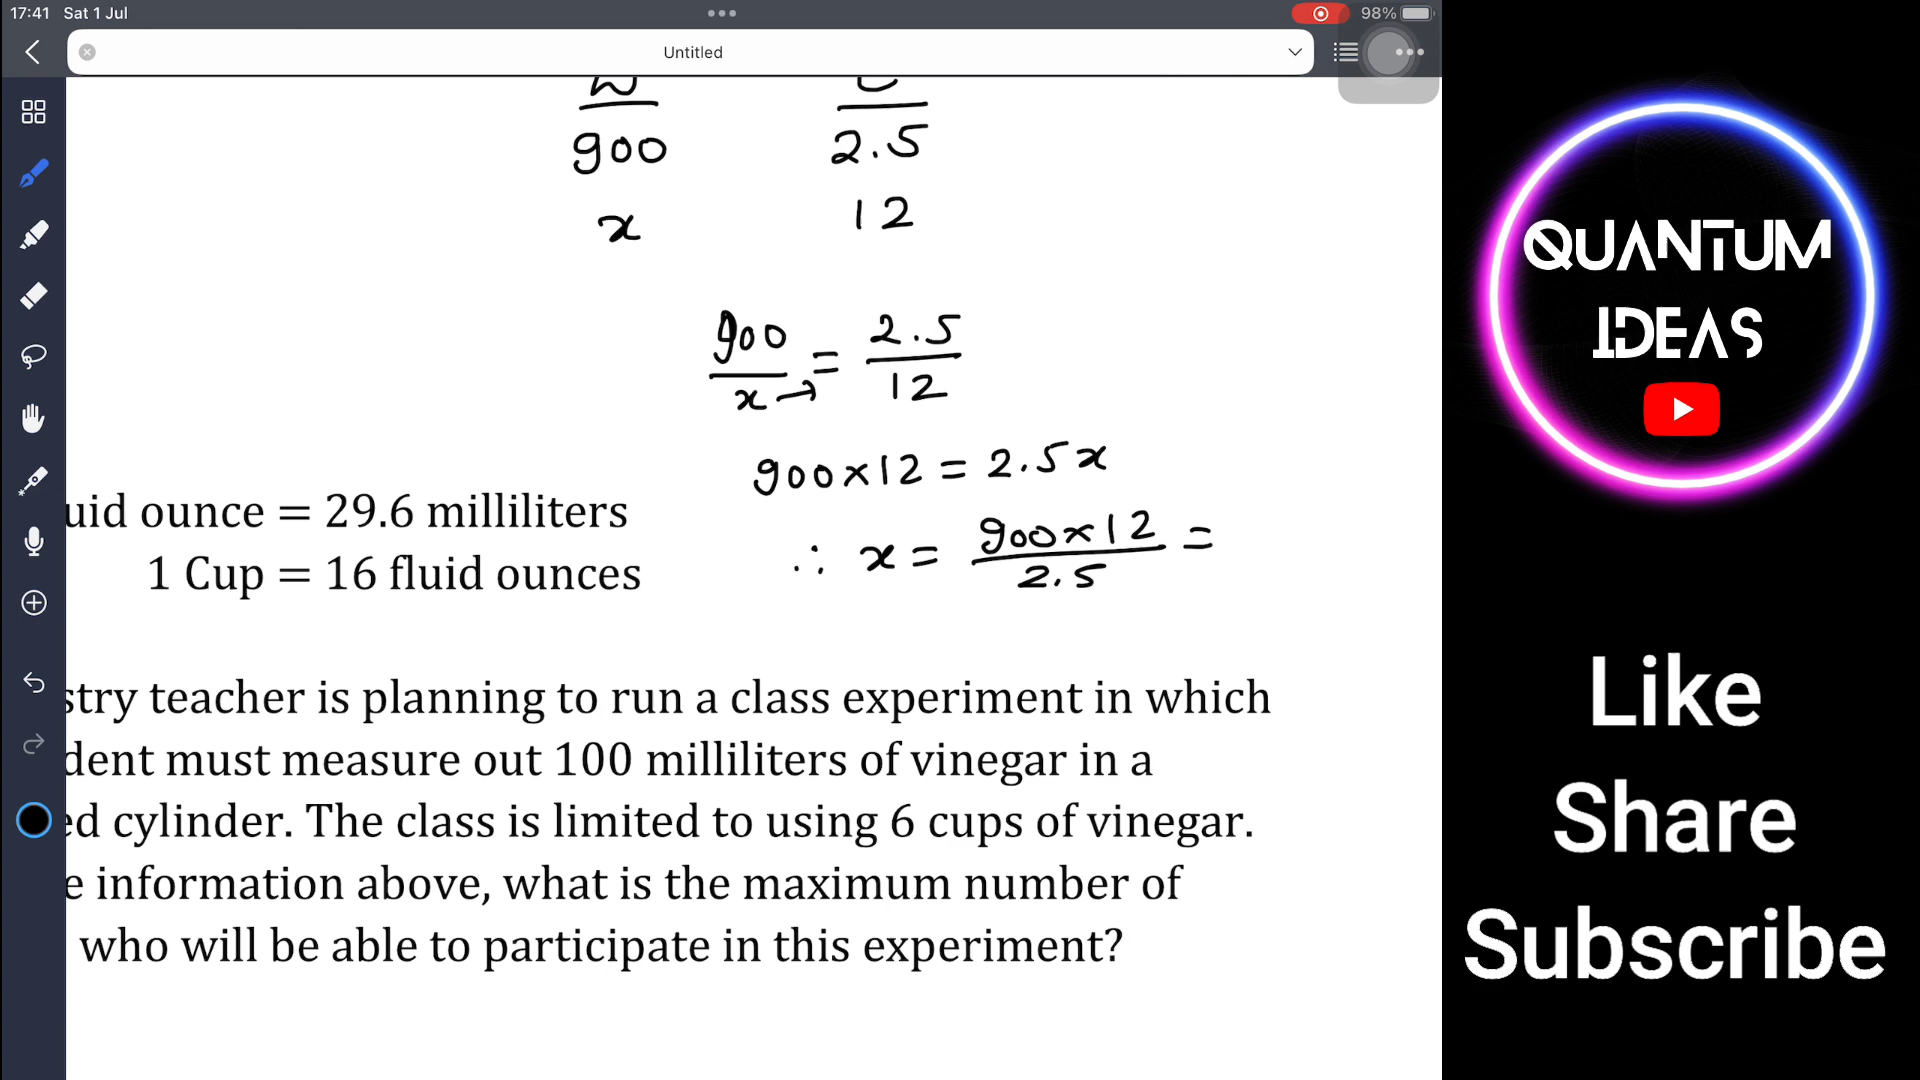 17:41 Sat 1 Jul
98%
Untitled
900 2.5
x 12
900 = 2.5
x 12
900 x 12 = 2.5 x
∴ x = 900 x 12 =
2.5
uid ounce = 29.6 milliliters
1 Cup = 16 fluid ounces
stry teacher is planning to run a class experiment in which
dent must measure out 100 milliliters of vinegar in a
ed cylinder. The class is limited to using 6 cups of vinegar.
e information above, what is the maximum number of
who will be able to participate in this experiment?
QUANTUM
IDEAS
Like
Share
Subscribe